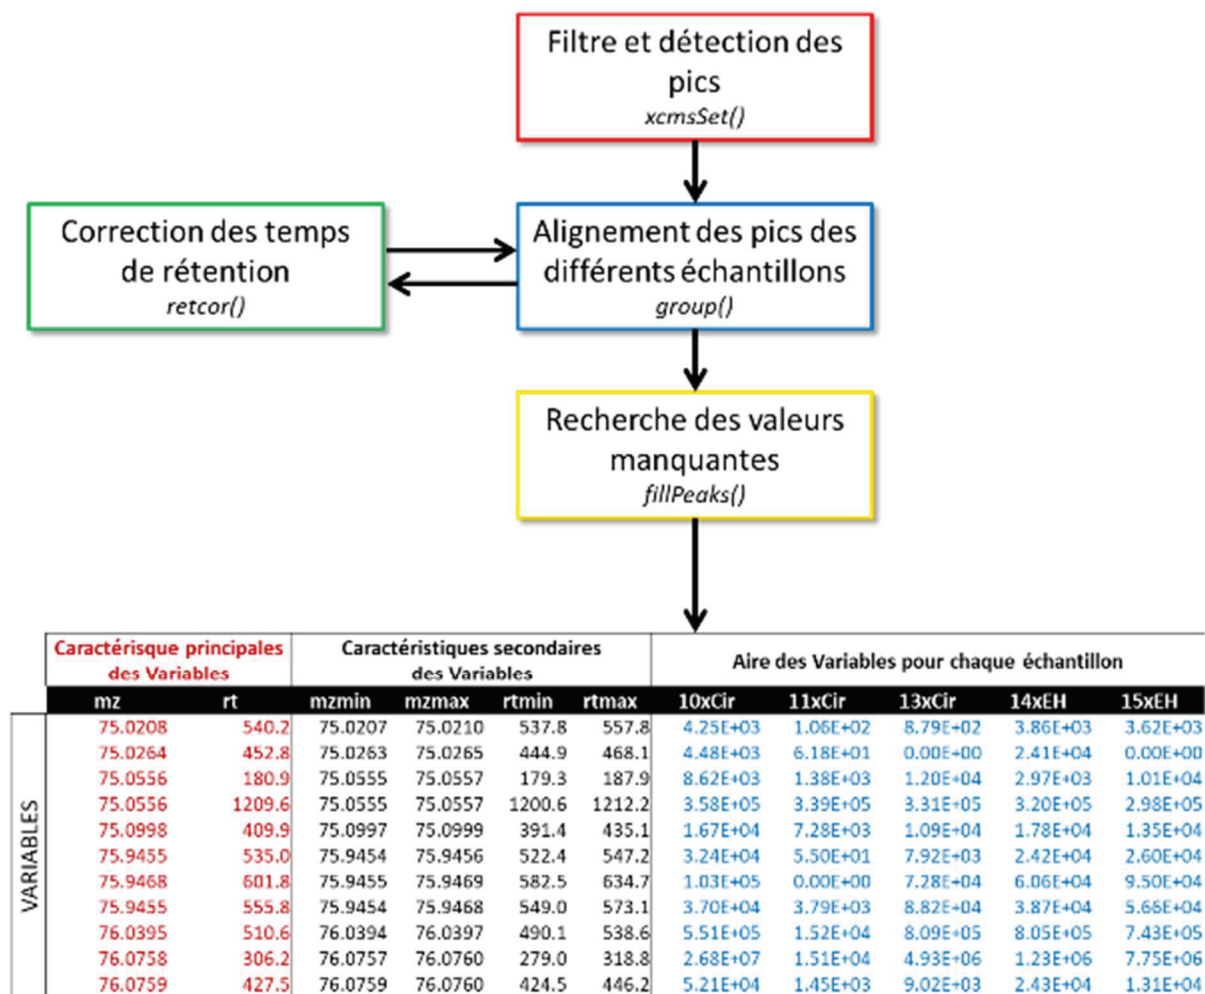 Filtre et détection des
pics
xcmsSet()
Correction des temps
de rétention
retcor()
Alignement des pics des
différents échantillons
group()
Recherche des valeurs
manquantes
fillPeaks()
Caractérisque principales
des Variables
Caractéristiques secondaires
des Variables
Aire des Variables pour chaque échantillon
mz rt mzmin mzmax rtmin rtmax 10xCir 11xCir 13xCir 14xEH 15xEH
VARIABLES
75.0208 540.2 75.0207 75.0210 537.8 557.8 4.25E+03 1.06E+02 8.79E+02 3.86E+03 3.62E+03
75.0264 452.8 75.0263 75.0265 444.9 468.1 4.48E+03 6.18E+01 0.00E+00 2.41E+04 0.00E+00
75.0556 180.9 75.0555 75.0557 179.3 187.9 8.62E+03 1.38E+03 1.20E+04 2.97E+03 1.01E+04
75.0556 1209.6 75.0555 75.0557 1200.6 1212.2 3.58E+05 3.39E+05 3.31E+05 3.20E+05 2.98E+05
75.0998 409.9 75.0997 75.0999 391.4 435.1 1.67E+04 7.28E+03 1.09E+04 1.78E+04 1.35E+04
75.9455 535.0 75.9454 75.9456 522.4 547.2 3.24E+04 5.50E+01 7.92E+03 2.42E+04 2.60E+04
75.9468 601.8 75.9455 75.9469 582.5 634.7 1.03E+05 0.00E+00 7.28E+04 6.06E+04 9.50E+04
75.9455 555.8 75.9454 75.9468 549.0 573.1 3.70E+04 3.79E+03 8.82E+04 3.87E+04 5.66E+04
76.0395 510.6 76.0394 76.0397 490.1 538.6 5.51E+05 1.52E+04 8.09E+05 8.05E+05 7.43E+05
76.0758 306.2 76.0757 76.0760 279.0 318.8 2.68E+07 1.51E+04 4.93E+06 1.23E+06 7.75E+06
76.0759 427.5 76.0759 76.0760 424.5 446.2 5.21E+04 1.45E+03 9.02E+03 2.43E+04 1.31E+04